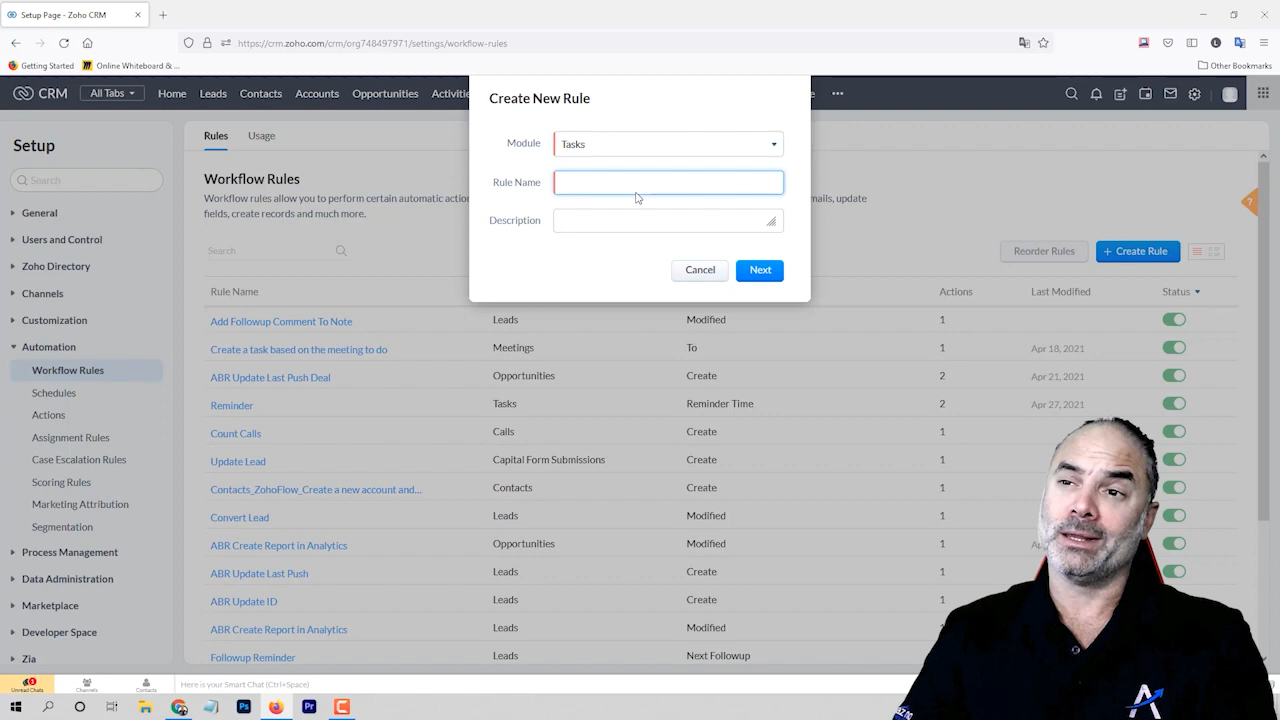 Setup Page - Zoho CRM
https://crm.zoho.com/crm/org748497971/settings/workflow-rules
Getting Started
Online Whiteboard & ...
Other Bookmarks
CRM
All Tabs
Home
Leads
Contacts
Accounts
Opportunities
Activitie
e
Create New Rule
Module
Tasks
Rule Name
Description
Cancel
Next
Setup
Search
General
Users and Control
Zoho Directory
Channels
Customization
Automation
Workflow Rules
Schedules
Actions
Assignment Rules
Case Escalation Rules
Scoring Rules
Marketing Attribution
Segmentation
Process Management
Data Administration
Marketplace
Developer Space
Zia
Rules
Usage
Workflow Rules
Workflow rules allow you to perform certain automatic actio
mails, update
fields, create records and much more.
Search
Reorder Rules
+ Create Rule
?
Rule Name
Actions
Last Modified
Status
Add Followup Comment To Note Leads Modified 1
Create a task based on the meeting to do Meetings To 1 Apr 18, 2021
ABR Update Last Push Deal Opportunities Create 2 Apr 21, 2021
Reminder Tasks Reminder Time 2 Apr 27, 2021
Count Calls Calls Create 1
Update Lead Capital Form Submissions Create 1
Contacts_ZohoFlow_Create a new account and... Contacts Create 1
Convert Lead Leads Modified 1
ABR Create Report in Analytics Opportunities Modified 1
ABR Update Last Push Leads Create 1
ABR Update ID Leads Create 1
ABR Create Report in Analytics Leads Modified 1
Followup Reminder Leads Next Followup
Unread Chats
Channels
Contacts
Here is your Smart Chat (Ctrl+Space)